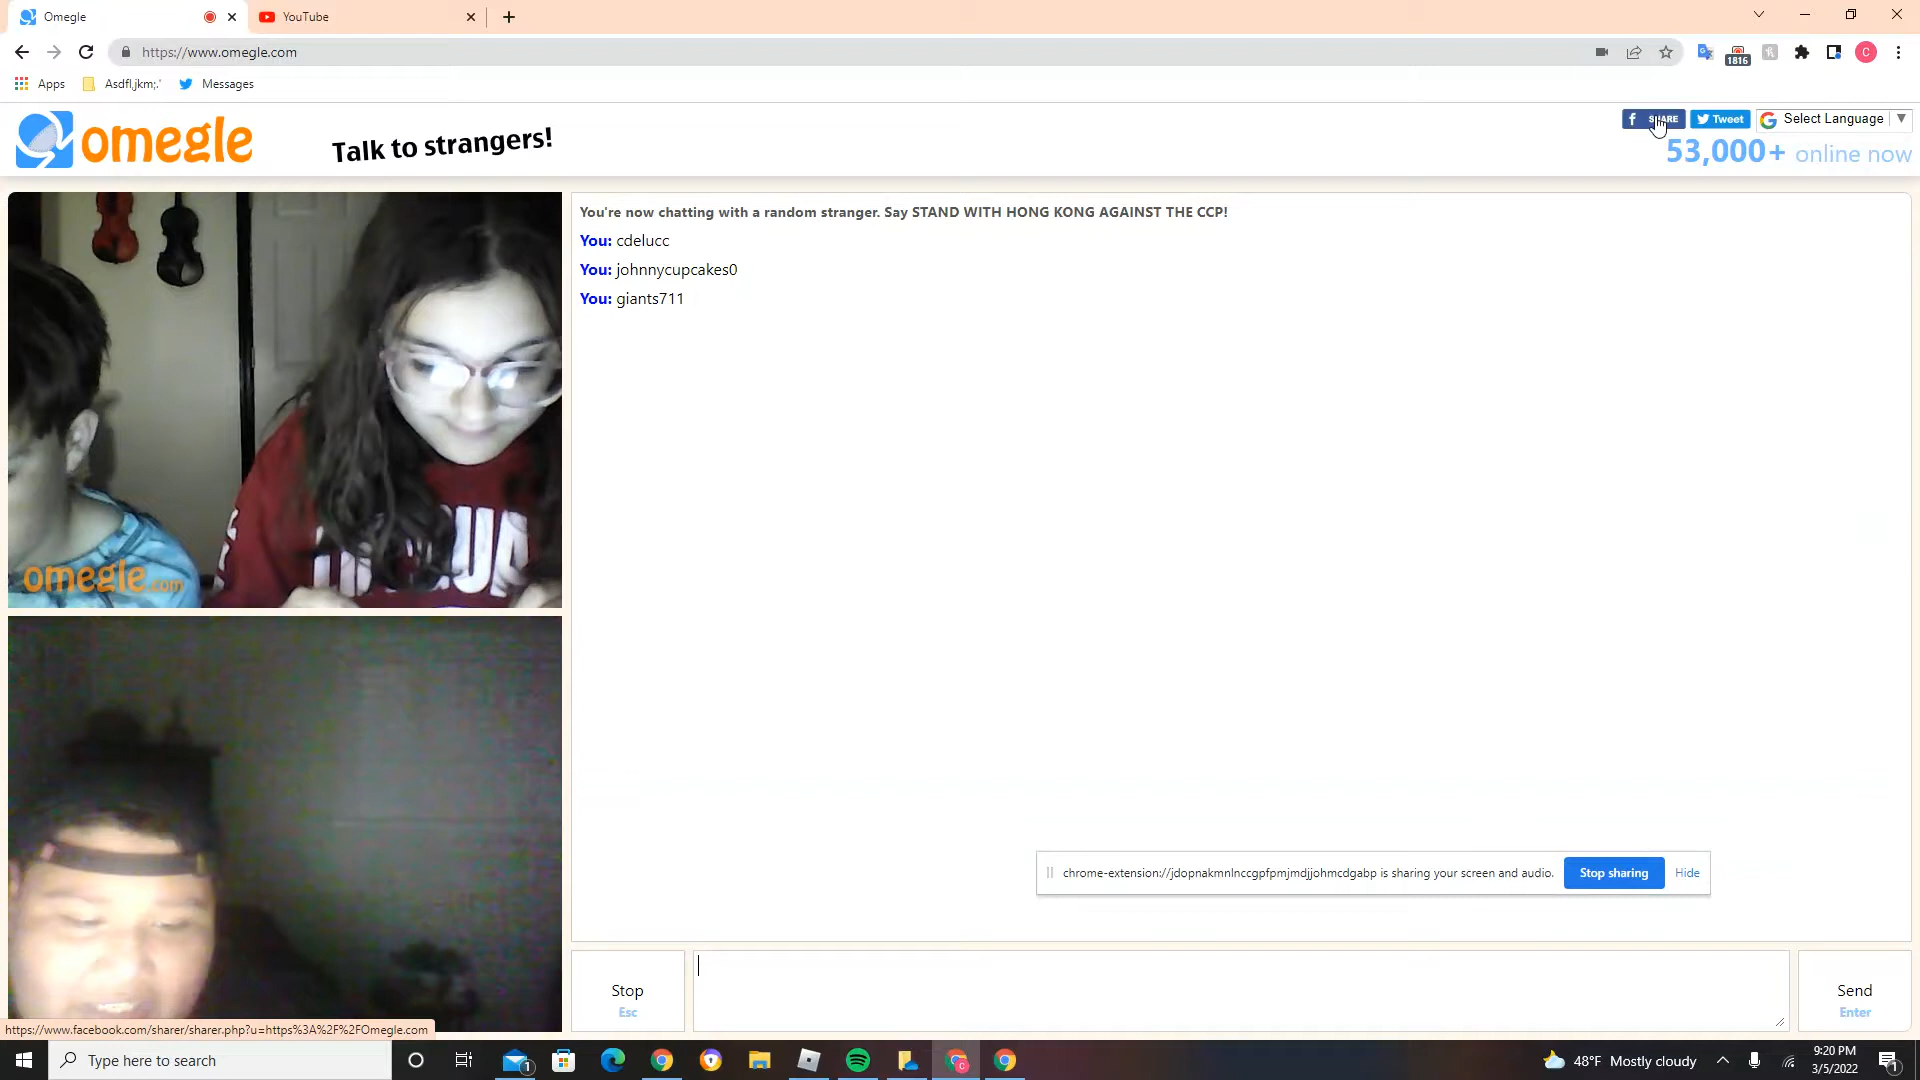 Omegle
YouTube
https://www.omegle.com
1816
C
Apps
Asdfl,jkm;.'
Messages
omegle
Talk to strangers!
SHARE
Tweet
Select Language
53,000+ online now
You're now chatting with a random stranger. Say STAND WITH HONG KONG AGAINST THE CCP!
You: cdelucc
You: johnnycupcakes0
You: giants711
omegle.com
chrome-extension://jdopnakmnlnccgpfpmjmdjjohmcdgabp is sharing your screen and audio.
Stop sharing
Hide
Stop
Esc
Send
Enter
https://www.facebook.com/sharer/sharer.php?u=https%3A%2F%2FOmegle.com
Type here to search
1
48°F Mostly cloudy
9:20 PM
3/5/2022
1